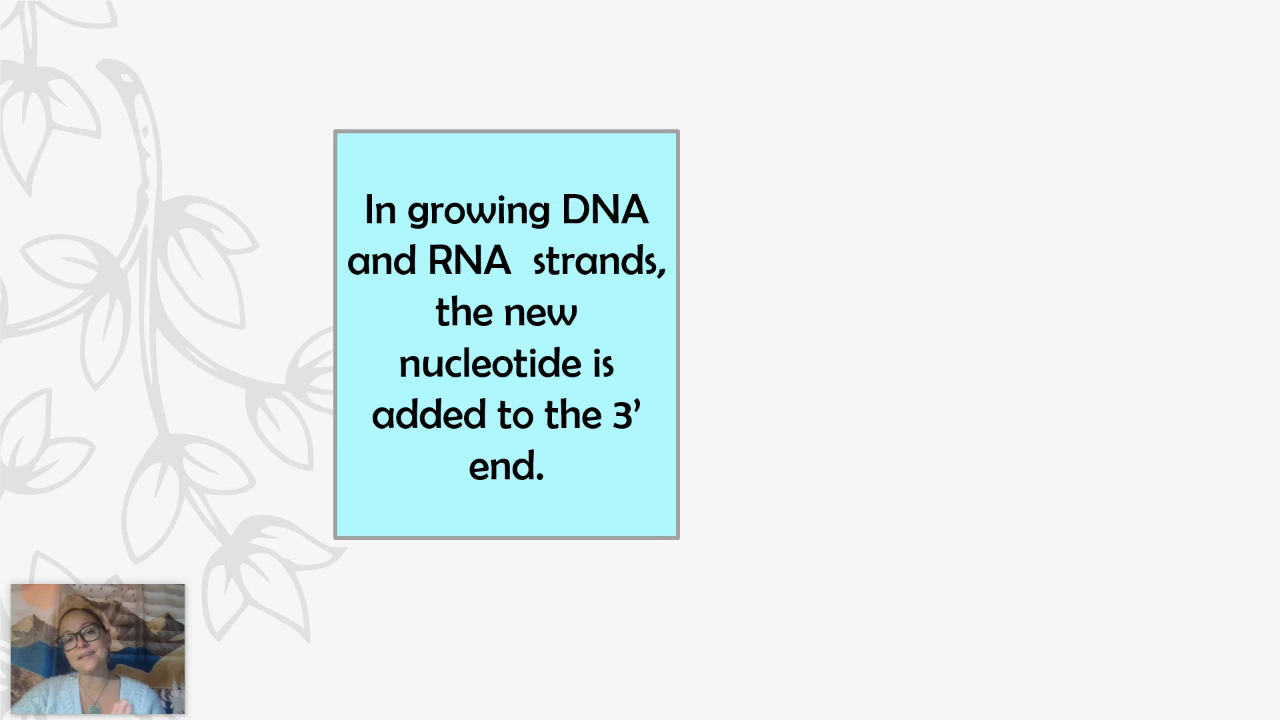 In growing DNA
and RNA  strands,
the new
nucleotide is
added to the 3’
end.